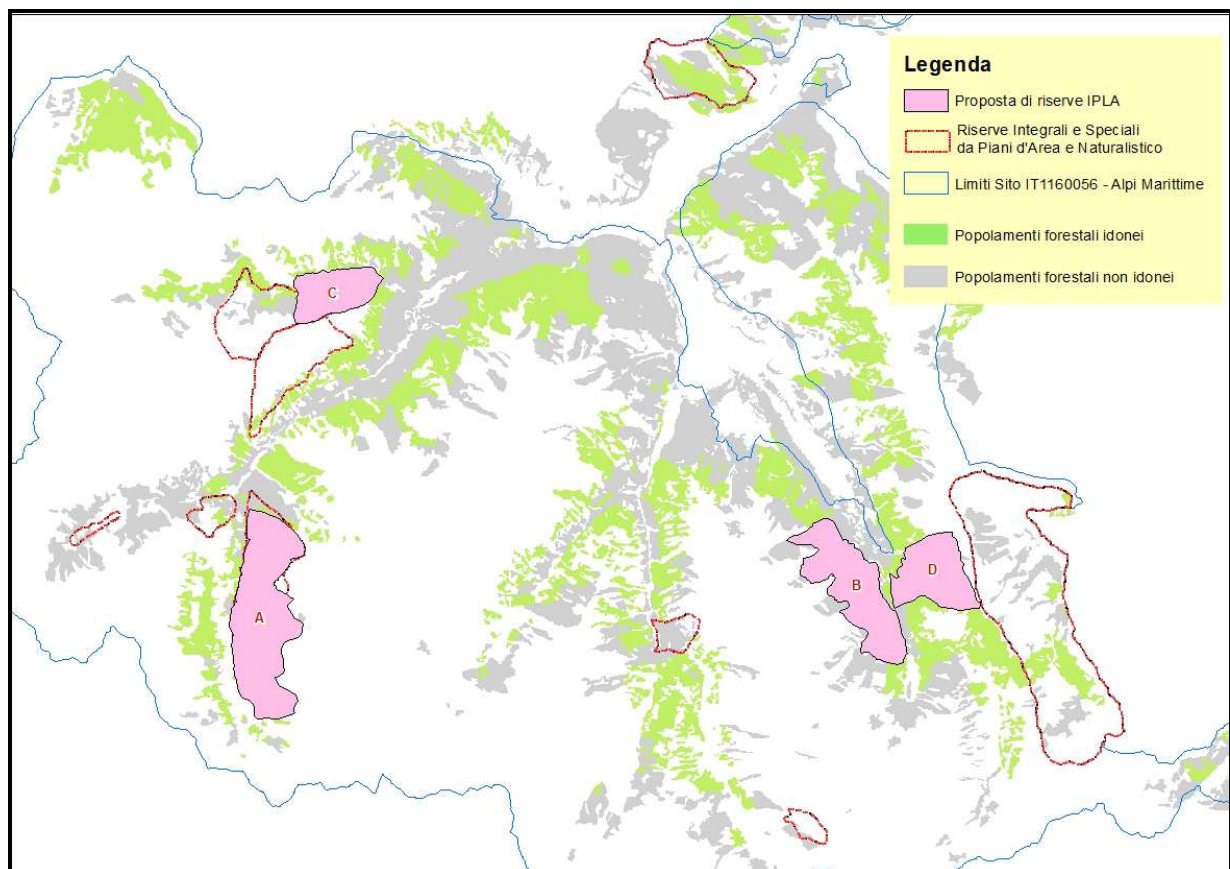 Legenda
Proposta di riserve IPLA
Riserve Integrali e Speciali
da Piani d'Area e Naturalistico
Limiti Sito IT1160056 - Alpi Marittime
Popolamenti forestali idonei
Popolamenti forestali non idonei
C
A
B
D